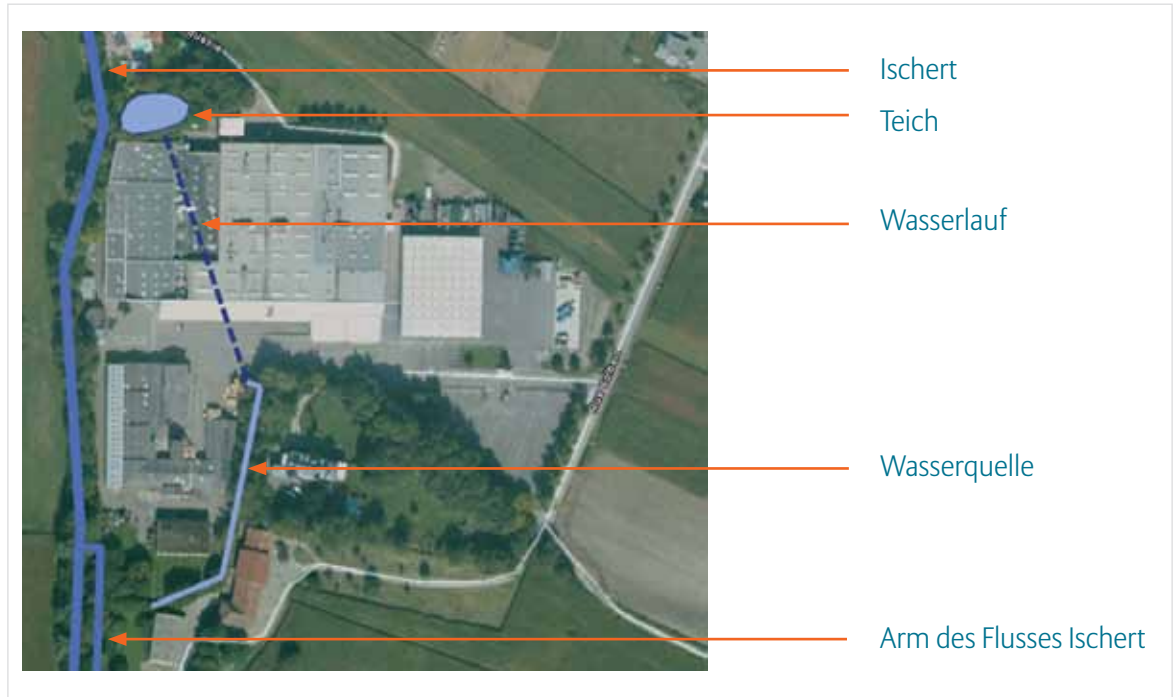 Ischert
Teich
Wasserlauf
Wasserquelle
Arm des Flusses Ischert